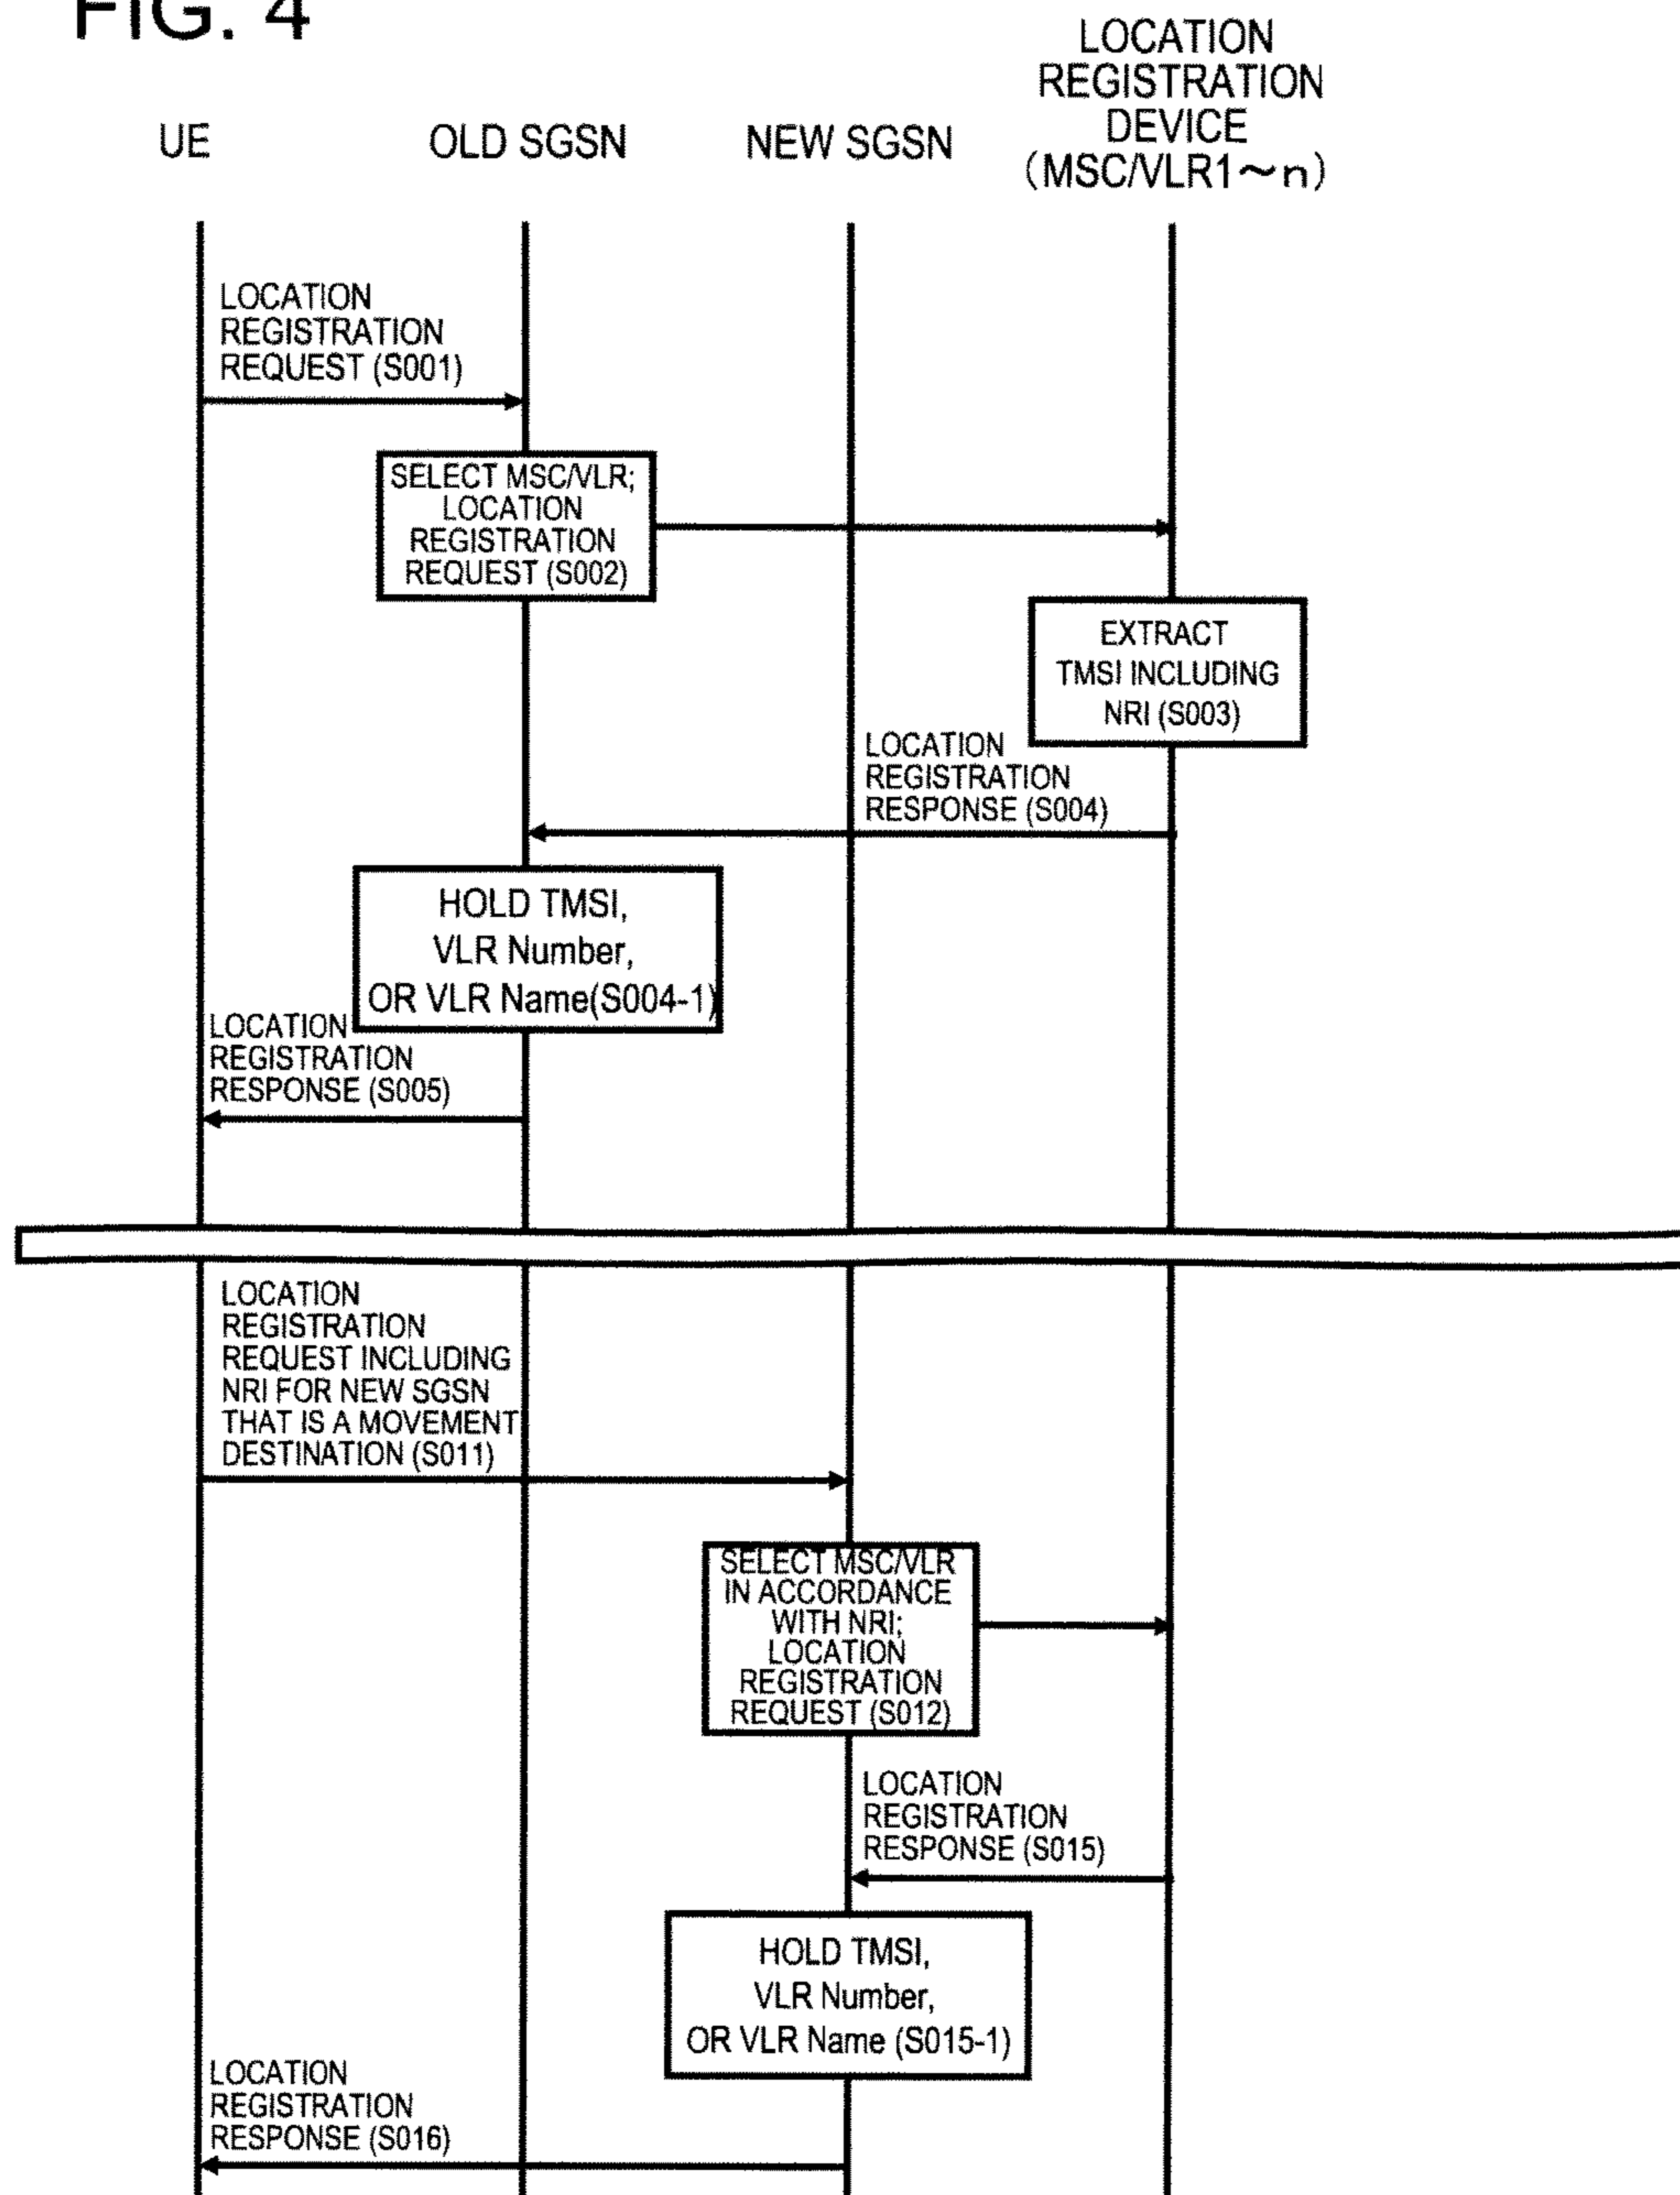 FIG. 4
UE
OLD SGSN
NEW SGSN
LOCATION
REGISTRATION
DEVICE
(MSC/VLR1～n)
LOCATION
REGISTRATION
REQUEST (S001)
SELECT MSC/VLR;
LOCATION
REGISTRATION
REQUEST (S002)
EXTRACT
TMSI INCLUDING
NRI (S003)
LOCATION
REGISTRATION
RESPONSE (S004)
HOLD TMSI,
VLR Number,
OR VLR Name(S004-1)
LOCATION
REGISTRATION
RESPONSE (S005)
LOCATION
REGISTRATION
REQUEST INCLUDING
NRI FOR NEW SGSN
THAT IS A MOVEMENT
DESTINATION (S011)
SELECT MSC/VLR
IN ACCORDANCE
WITH NRI;
LOCATION
REGISTRATION
REQUEST (S012)
LOCATION
REGISTRATION
RESPONSE (S015)
HOLD TMSI,
VLR Number,
OR VLR Name (S015-1)
LOCATION
REGISTRATION
RESPONSE (S016)